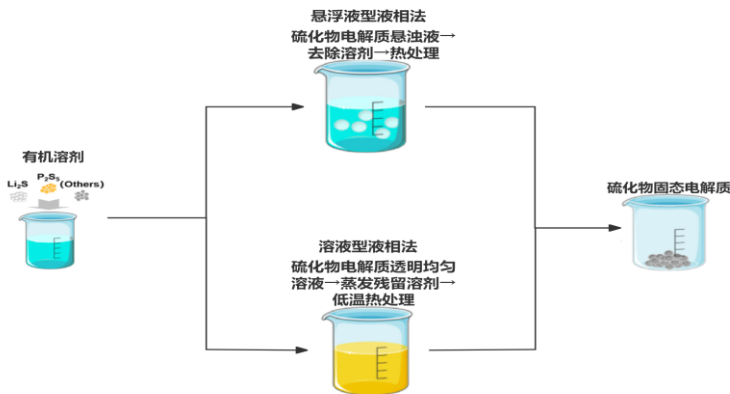 悬浮液型液相法
硫化物电解质悬浊液→
去除溶剂→热处理
有机溶剂
Li₂S P₂S₅ (Others)
硫化物固态电解质
溶液型液相法
硫化物电解质透明均匀
溶液→蒸发残留溶剂→
低温热处理